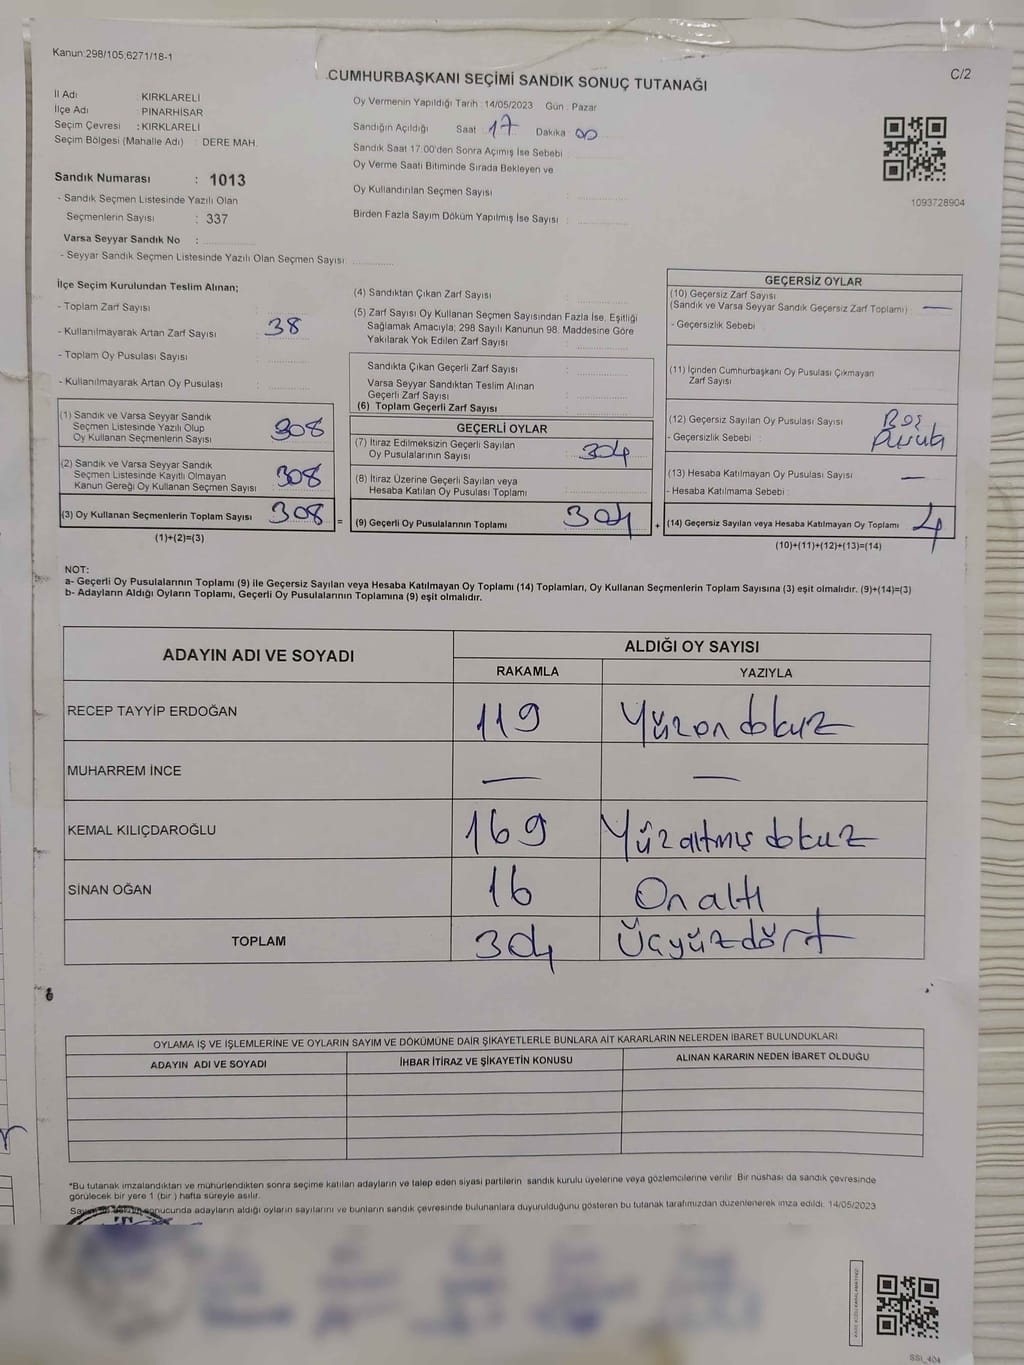 Kanun:298/105;6271/18-1
C/2
CUMHURBAŞKANI SEÇİMİ SANDIK SONUÇ TUTANAĞI
İl Adı : KIRKLARELİ
İlçe Adı : PINARHİSAR
Seçim Çevresi : KIRKLARELİ
Seçim Bölgesi (Mahalle Adı) : DERE MAH.
Oy Vermenin Yapıldığı Tarih : 14/05/2023 Gün : Pazar
Sandığın Açıldığı Saat : 17 Dakika : 00
Sandık Saat 17:00'den Sonra Açımış İse Sebebi :
Oy Verme Saati Bitiminde Sırada Bekleyen ve
Oy Kullandırılan Seçmen Sayısı
Birden Fazla Sayım Döküm Yapılmış İse Sayısı :
1093728904
Sandık Numarası : 1013
- Sandık Seçmen Listesinde Yazılı Olan
Seçmenlerin Sayısı : 337
Varsa Seyyar Sandık No :
- Seyyar Sandık Seçmen Listesinde Yazılı Olan Seçmen Sayısı:
İlçe Seçim Kurulundan Teslim Alınan;
- Toplam Zarf Sayısı :
- Kullanılmayarak Artan Zarf Sayısı : 38
- Toplam Oy Pusulası Sayısı :
- Kullanılmayarak Artan Oy Pusulası :
(1) Sandık ve Varsa Seyyar Sandık
Seçmen Listesinde Yazılı Olup
Oy Kullanan Seçmenlerin Sayısı 308
(2) Sandık ve Varsa Seyyar Sandık
Seçmen Listesinde Kayıtlı Olmayan
Kanun Gereği Oy Kullanan Seçmen Sayısı 308
(3) Oy Kullanan Seçmenlerin Toplam Sayısı 308
(1)+(2)=(3)
=
(4) Sandıktan Çıkan Zarf Sayısı :
(5) Zarf Sayısı Oy Kullanan Seçmen Sayısından Fazla İse, Eşitliği
Sağlamak Amacıyla; 298 Sayılı Kanunun 98. Maddesine Göre
Yakılarak Yok Edilen Zarf Sayısı :
Sandıkta Çıkan Geçerli Zarf Sayısı :
Varsa Seyyar Sandıktan Teslim Alınan
Geçerli Zarf Sayısı :
(6) Toplam Geçerli Zarf Sayısı :
GEÇERLİ OYLAR
(7) İtiraz Edilmeksizin Geçerli Sayılan
Oy Pusulalarının Sayısı : 304
(8) İtiraz Üzerine Geçerli Sayılan veya
Hesaba Katılan Oy Pusulası Toplamı :
(9) Geçerli Oy Pusulalarının Toplamı : 304
+
GEÇERSİZ OYLAR
(10) Geçersiz Zarf Sayısı
(Sandık ve Varsa Seyyar Sandık Geçersiz Zarf Toplamı) : —
- Geçersizlik Sebebi :
(11) İçinden Cumhurbaşkanı Oy Pusulası Çıkmayan
Zarf Sayısı :
(12) Geçersiz Sayılan Oy Pusulası Sayısı : Boş
- Geçersizlik Sebebi : pusula
(13) Hesaba Katılmayan Oy Pusulası Sayısı : —
- Hesaba Katılmama Sebebi :
(14) Geçersiz Sayılan veya Hesaba Katılmayan Oy Toplamı : 4
(10)+(11)+(12)+(13)=(14)
NOT:
a- Geçerli Oy Pusulalarının Toplamı (9) ile Geçersiz Sayılan veya Hesaba Katılmayan Oy Toplamı (14) Toplamları, Oy Kullanan Seçmenlerin Toplam Sayısına (3) eşit olmalıdır. (9)+(14)=(3)
b- Adayların Aldığı Oyların Toplamı, Geçerli Oy Pusulalarının Toplamına (9) eşit olmalıdır.
ADAYIN ADI VE SOYADI
ALDIĞI OY SAYISI
RAKAMLA YAZIYLA
RECEP TAYYİP ERDOĞAN 119 Yüzon dokuz
MUHARREM İNCE — —
KEMAL KILIÇDAROĞLU 169 Yüzaltmış dokuz
SİNAN OĞAN 16 On altı
TOPLAM 304 Üçyüzdört
OYLAMA İŞ VE İŞLEMLERİNE VE OYLARIN SAYIM VE DÖKÜMÜNE DAİR ŞİKAYETLERLE BUNLARA AİT KARARLARIN NELERDEN İBARET BULUNDUKLARI
ADAYIN ADI VE SOYADI İHBAR İTİRAZ VE ŞİKAYETİN KONUSU ALINAN KARARIN NEDEN İBARET OLDUĞU
*Bu tutanak imzalandıktan ve mühürlendikten sonra seçime katılan adayların ve talep eden siyasi partilerin sandık kurulu üyelerine veya gözlemcilerine verilir. Bir nüshası da sandık çevresinde
görülecek bir yere 1 (bir ) hafta süreyle asılır.
sonucunda adayların aldığı oyların sayılarını ve bunların sandık çevresinde bulunanlara duyurulduğunu gösteren bu tutanak tarafımızdan düzenlenerek imza edildi. 14/05/2023
SSİ_404